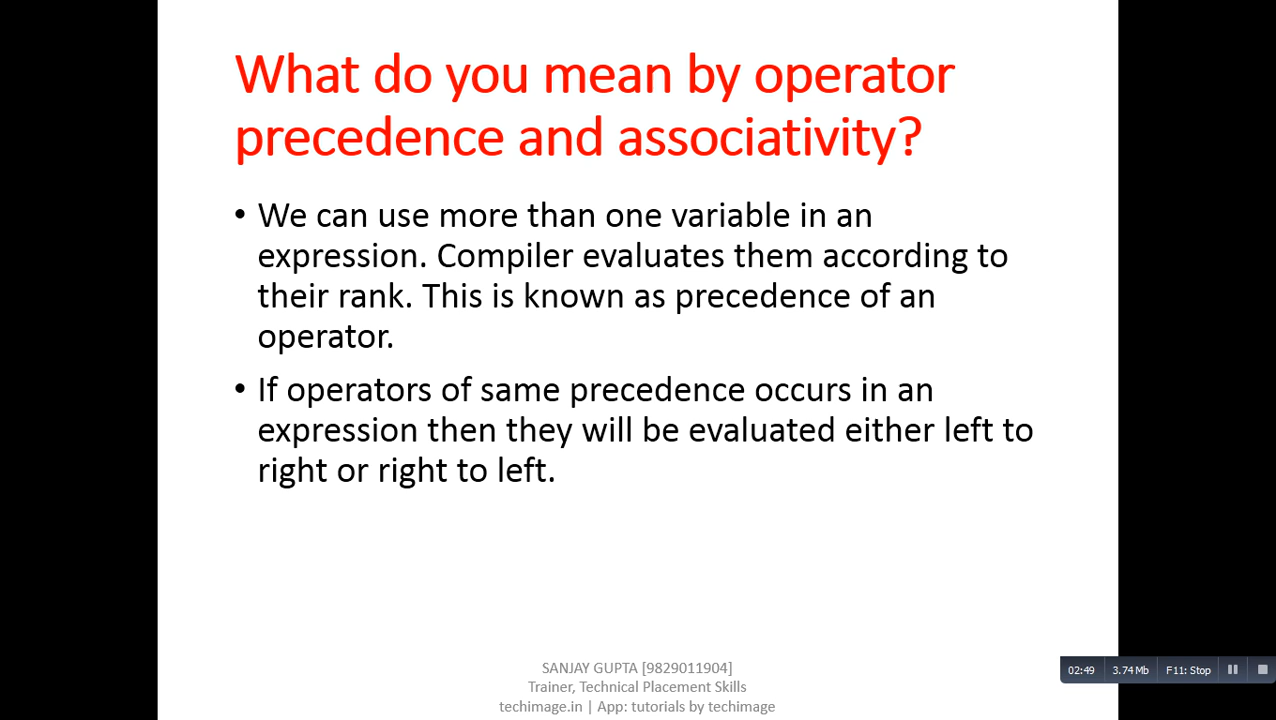 What do you mean by operator
precedence and associativity?
• We can use more than one variable in an
expression. Compiler evaluates them according to
their rank. This is known as precedence of an
operator.
• If operators of same precedence occurs in an
expression then they will be evaluated either left to
right or right to left.
SANJAY GUPTA [9829011904]
Trainer, Technical Placement Skills
techimage.in | App: tutorials by techimage
02:49 3.74 Mb F11: Stop